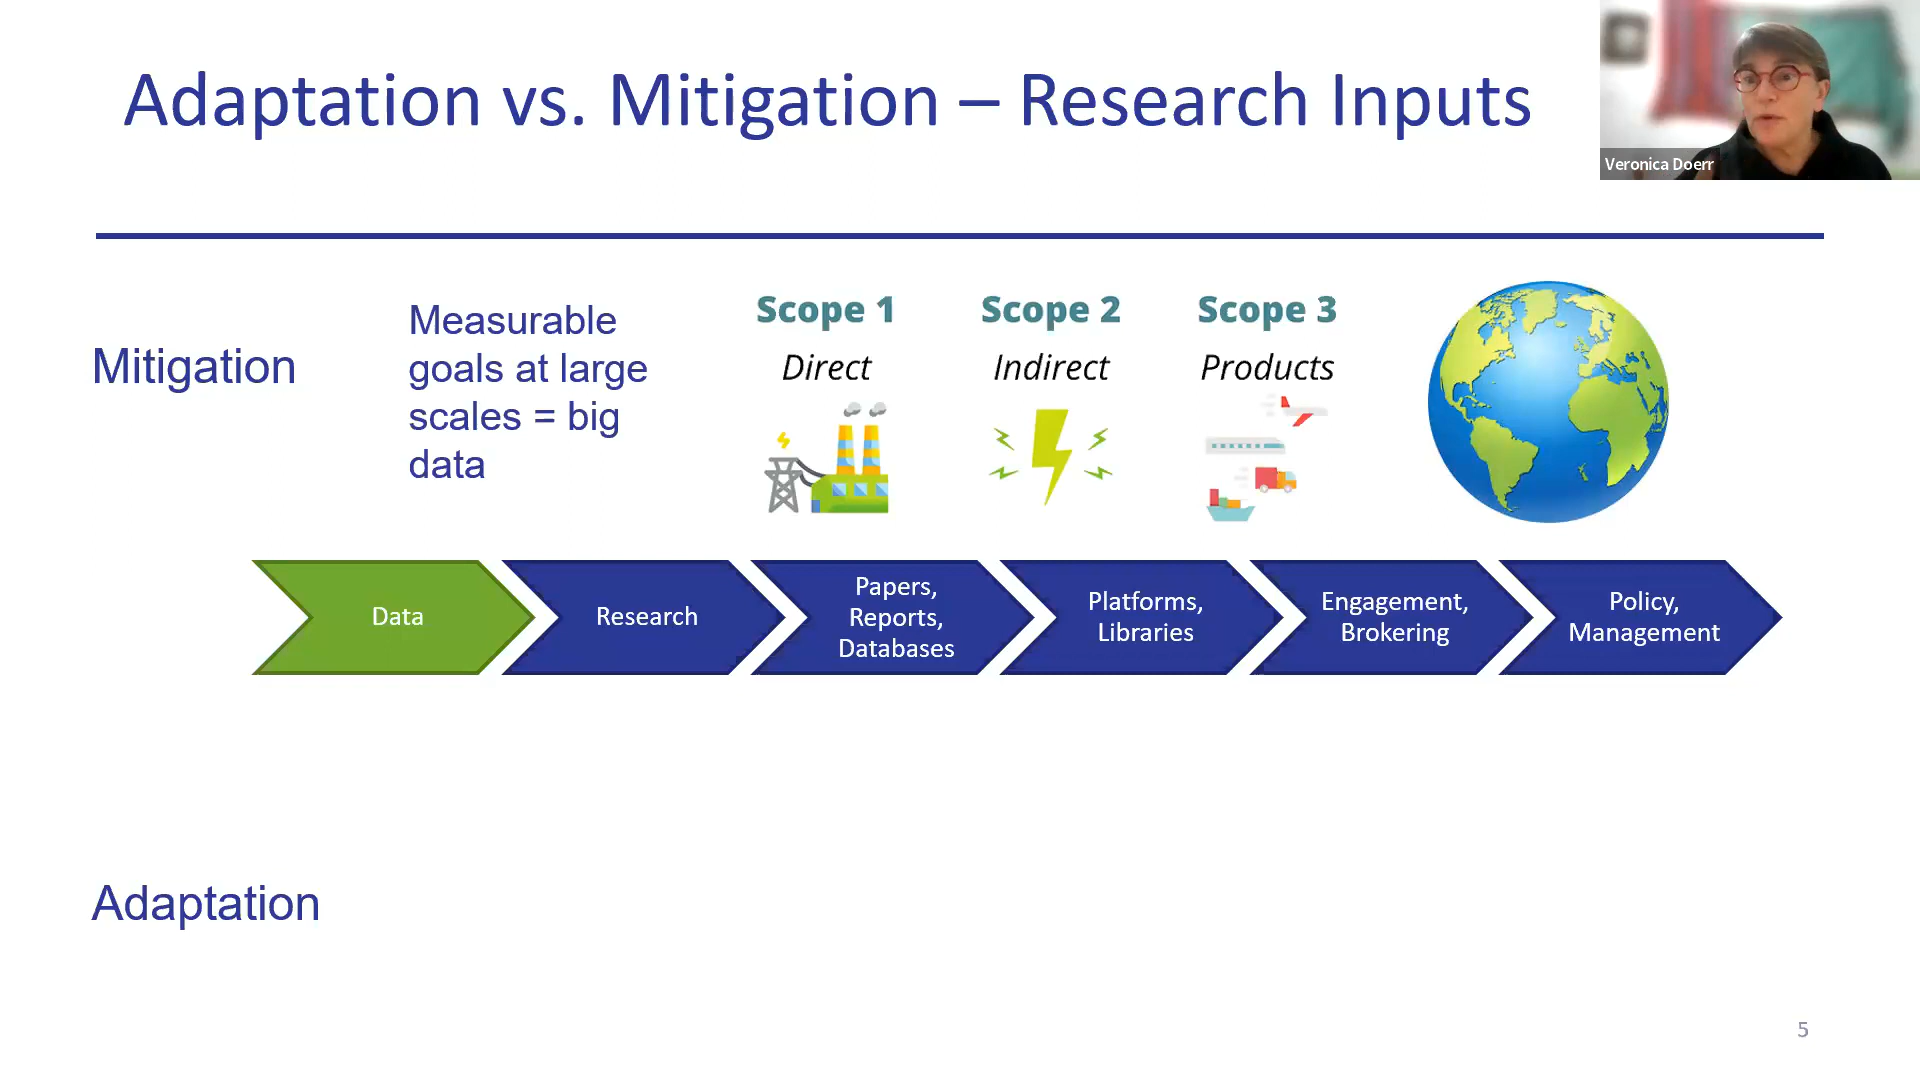 Adaptation vs. Mitigation – Research Inputs
Veronica Doerr
Mitigation
Measurable
goals at large
scales = big
data
Scope 1
Direct
Scope 2
Indirect
Scope 3
Products
Data
Research
Papers,
Reports,
Databases
Platforms,
Libraries
Engagement,
Brokering
Policy,
Management
Adaptation
5